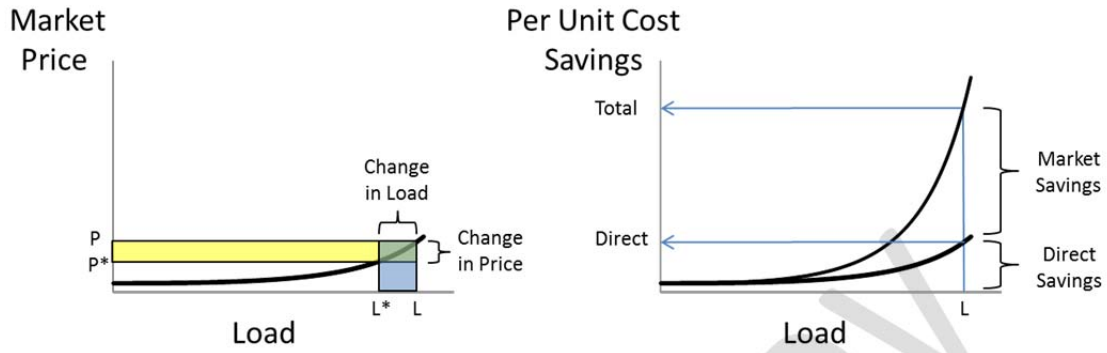 Market
Price
Change
in Load
P
P*
Change
in Price
L*
L
Load
Per Unit Cost
Savings
Total
Direct
Market
Savings
Direct
Savings
L
Load